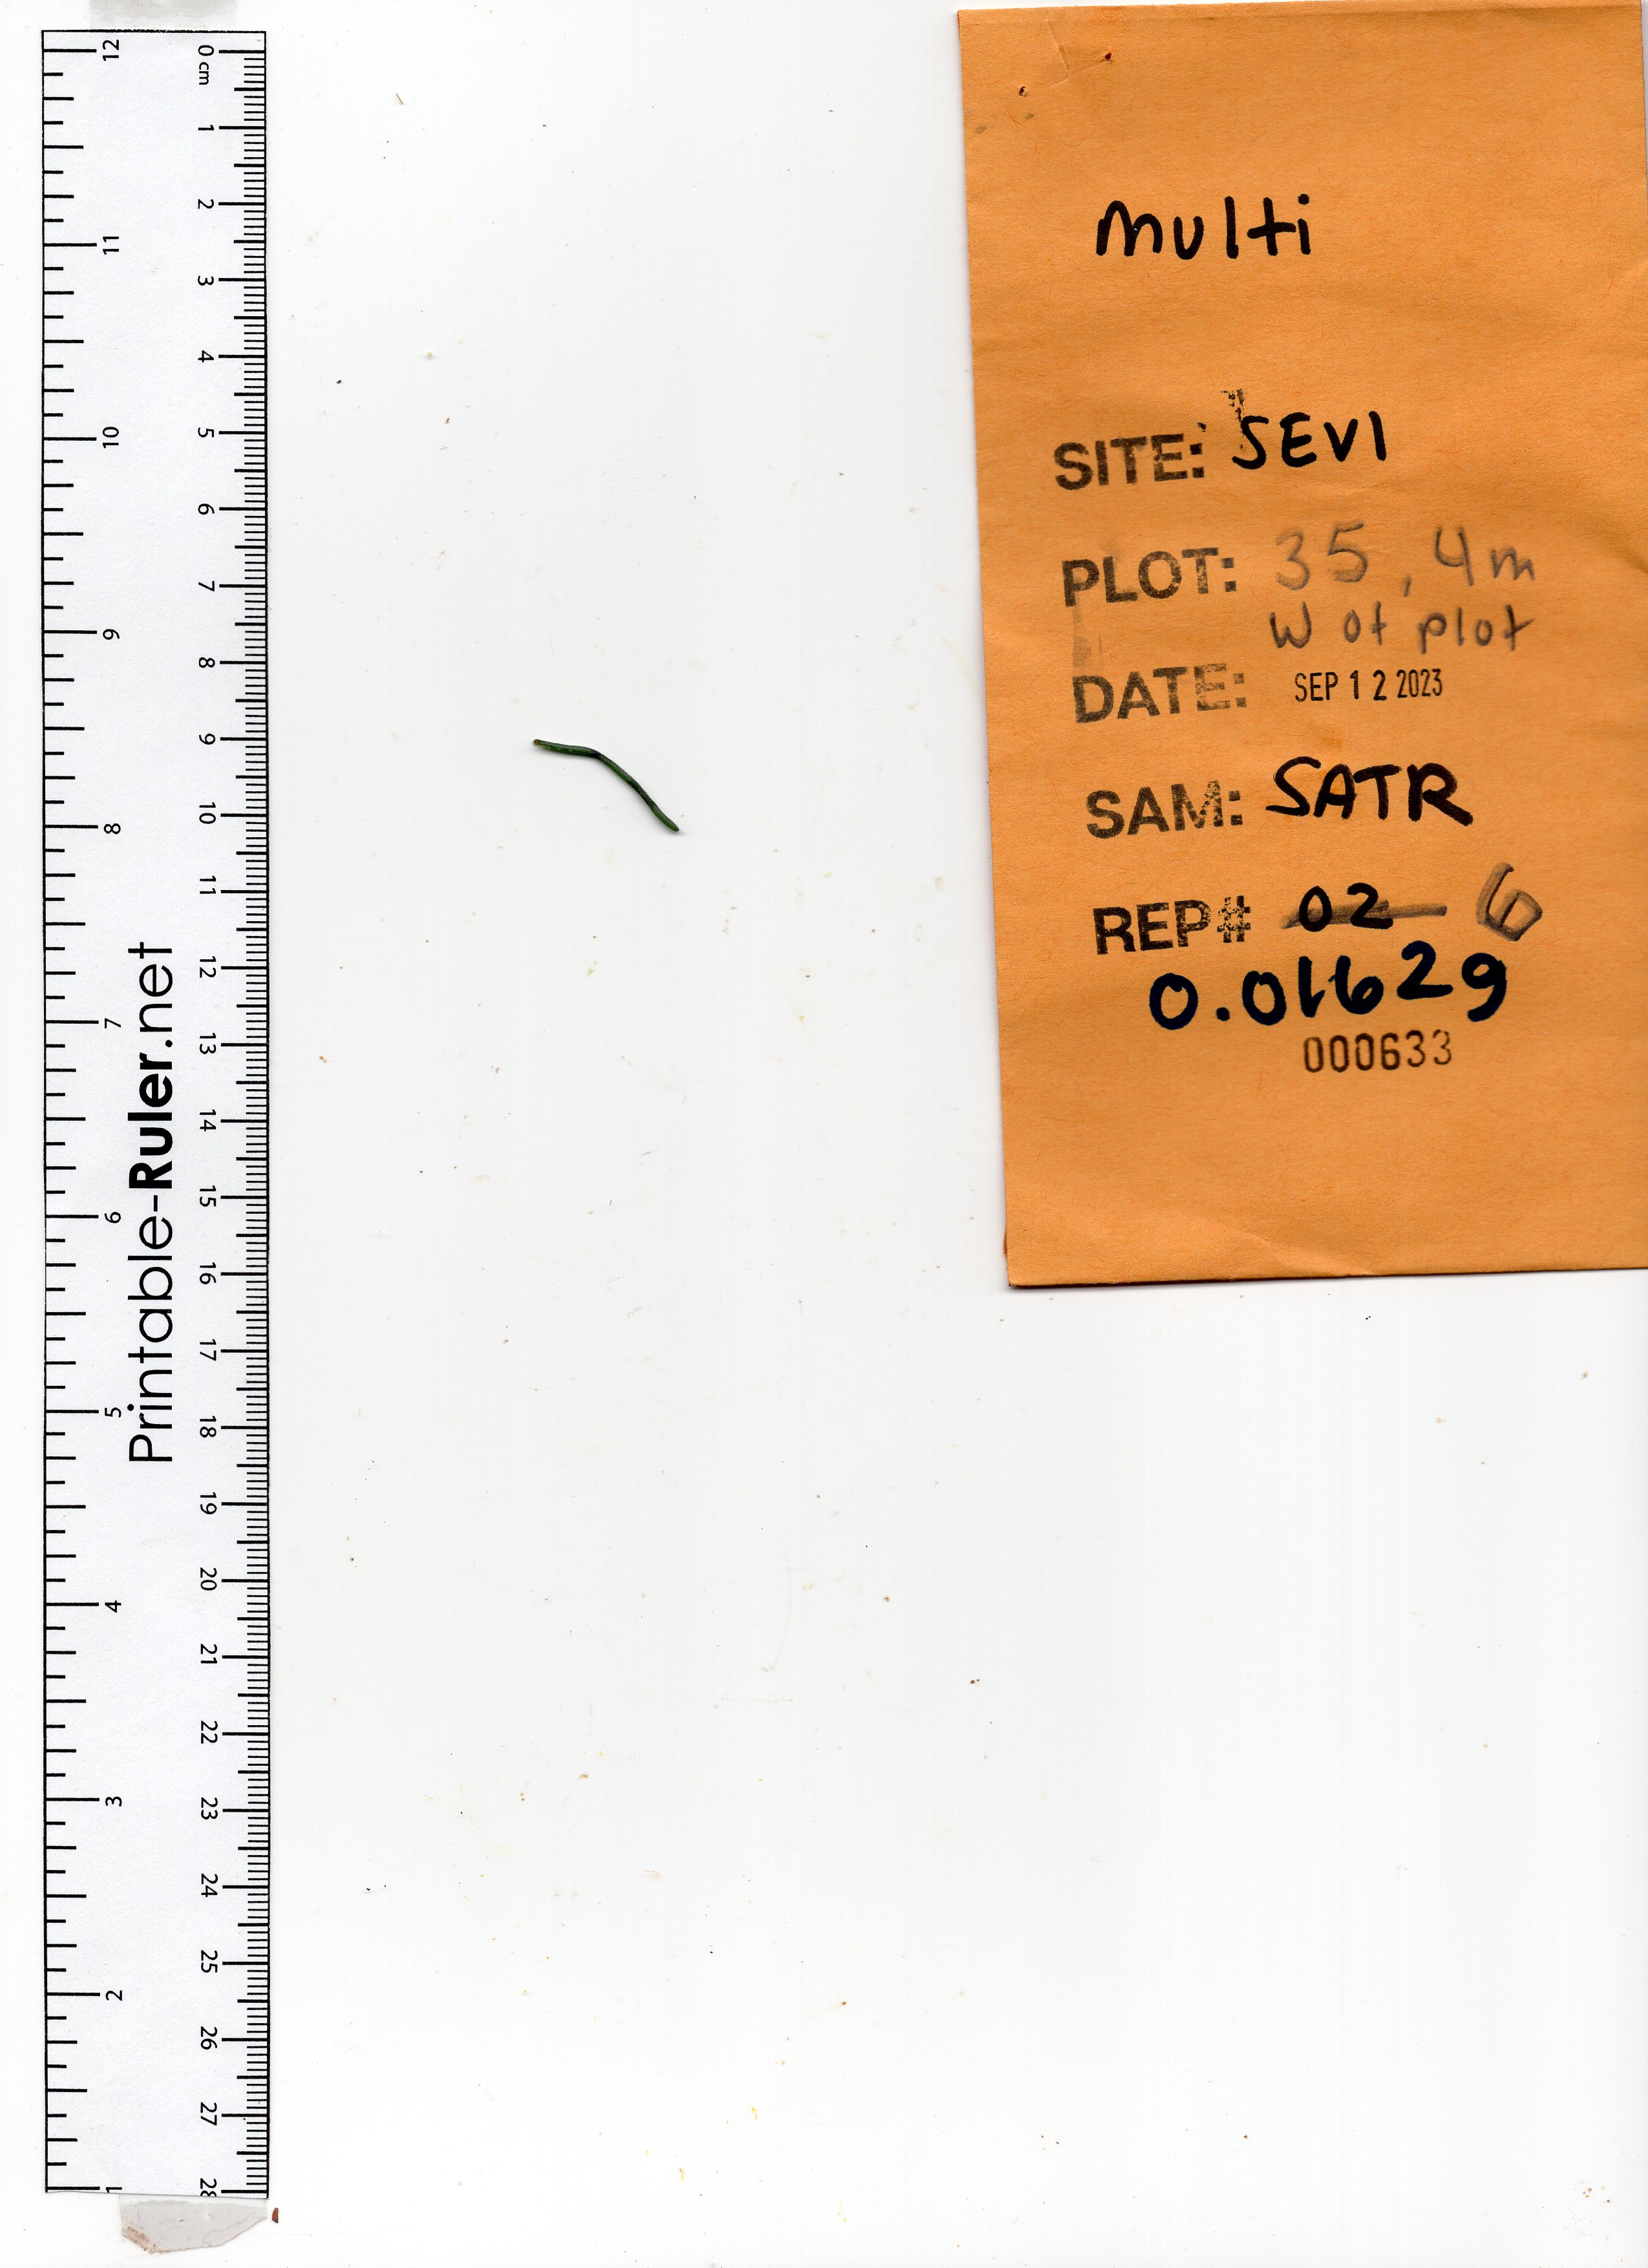 multi
SITE: SEVI
PLOT: 35, 4m
W of plot
DATE: SEP 12 2023
SAM: SATR
REP# 02 6
0.01629
000633
Printable-Ruler.net
0 cm 1 2 3 4 5 6 7 8 9 10 11 12 13 14 15 16 17 18 19 20 21 22 23 24 25 26 27 28
12 11 10 9 8 7 6 5 4 3 2 1